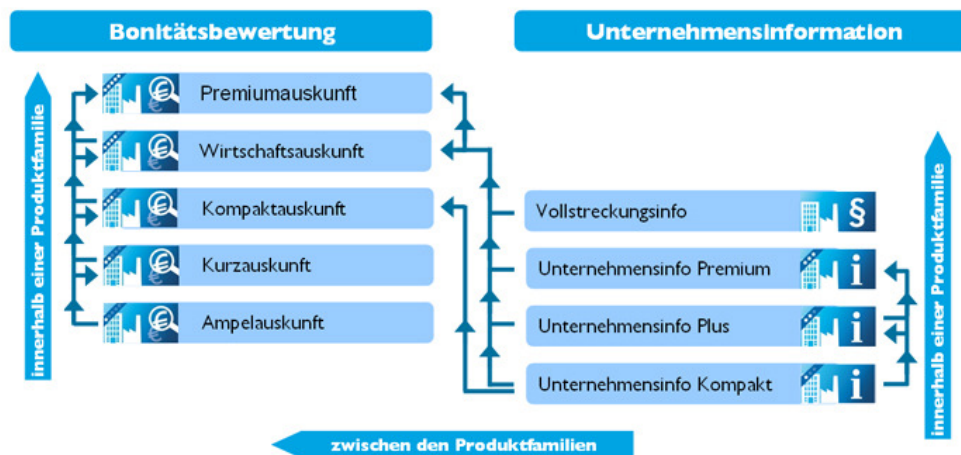 Bonitätsbewertung
Unternehmensinformation
innerhalb einer Produktfamilie
Premiumauskunft
Wirtschaftsauskunft
Kompaktauskunft
Kurzauskunft
Ampelauskunft
Vollstreckungsinfo
§
Unternehmensinfo Premium
i
Unternehmensinfo Plus
i
Unternehmensinfo Kompakt
i
innerhalb einer Produktfamilie
zwischen den Produktfamilien